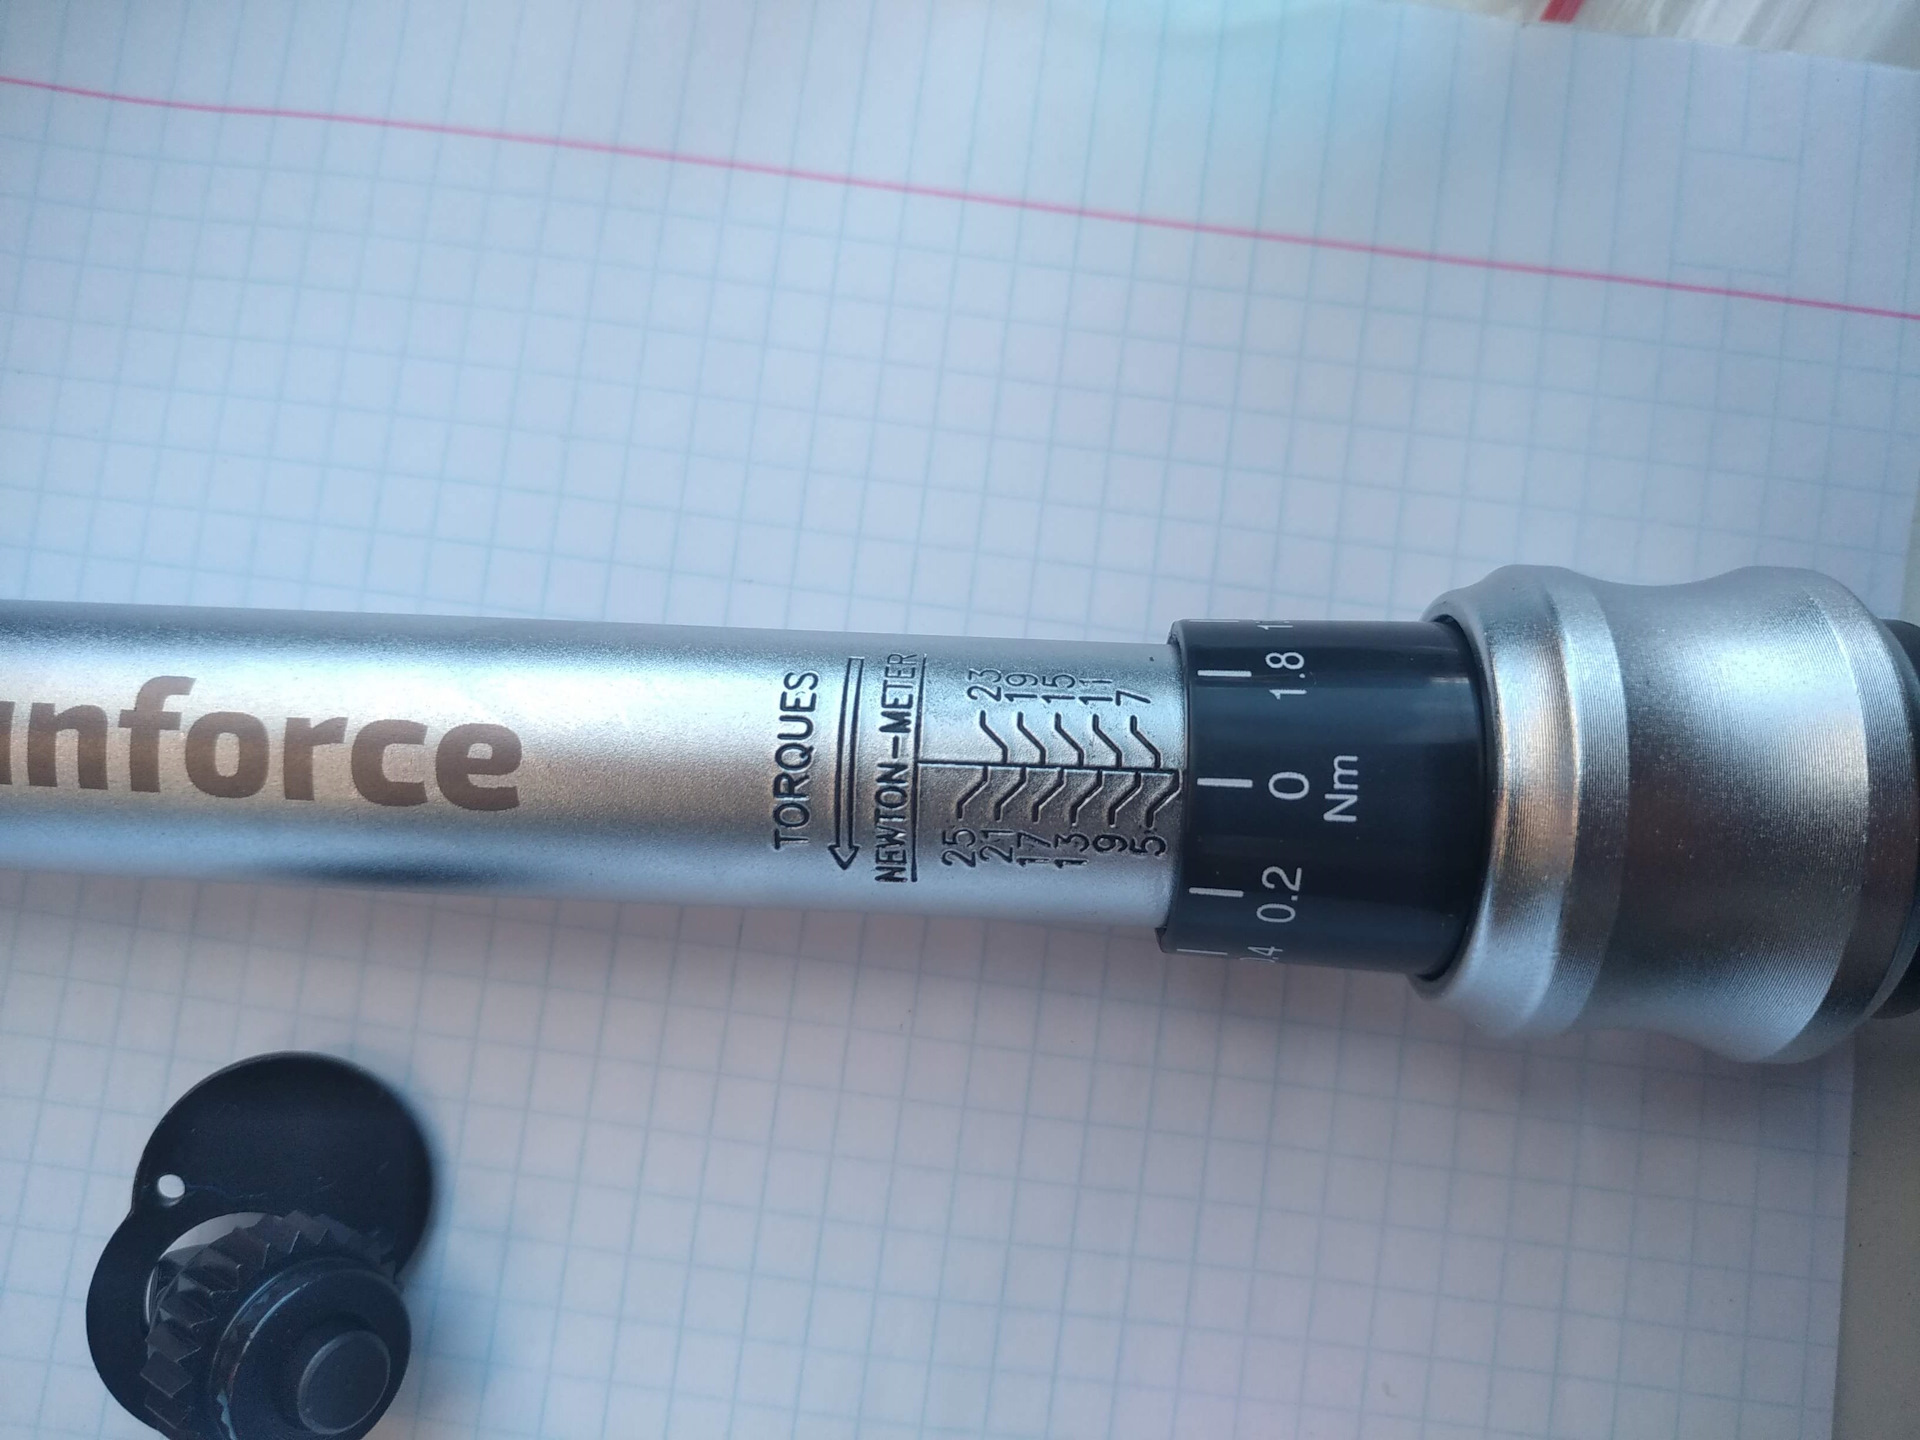 nforce
TORQUES
NEWTON-METER
23 19 15 11 7
25 21 17 13 9 5
1.8
0
Nm
0.2